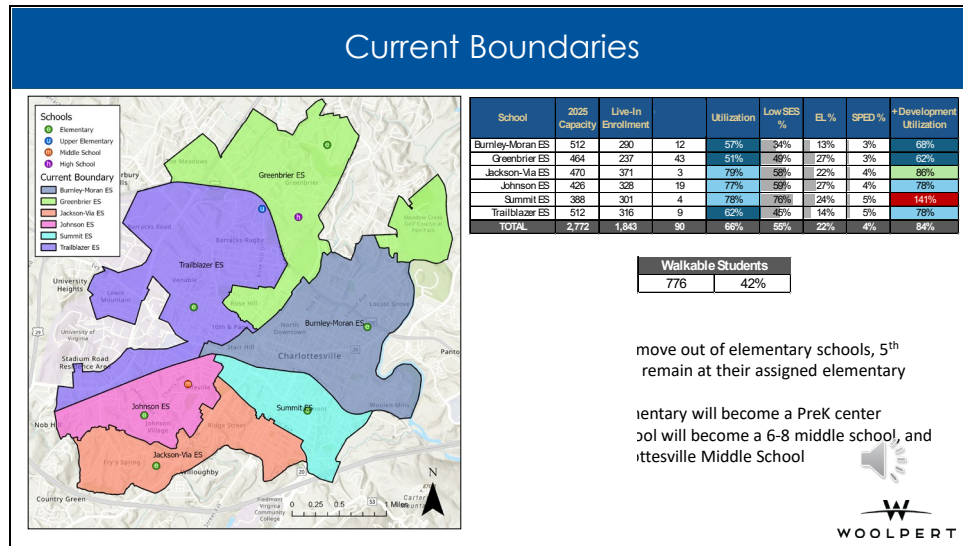 Current Boundaries
Schools
Elementary
Upper Elementary
Middle School
High School
Current Boundary
Burnley-Moran ES
Greenbrier ES
Jackson-Via ES
Johnson ES
Summit ES
Trailblazer ES
Greenbrier ES
Greenbrier
Barracks Road
Barracks-Rugby
Trailblazer ES
Venable
University
Heights
Lewis
Mountain
Rose Hill
Locust Grove
10th & Page
North
Downtown
Burnley-Moran ES
University of
Virginia
Starr Hill
Charlottesville
Stadium Road
Residence Area
Woolen Mills
Johnson ES
Johnson
Village
Summit ES
Ridge Street
Nob Hill
Jackson-Via ES
Fry's Spring
Willoughby
Country Green
Piedmont
Virginia
Community
College
20
53
29
N
0 0.25 0.5 1 Miles
School 2025 Capacity Live-In Enrollment Utilization Low SES % EL % SPED % + Development Utilization
Burnley-Moran ES 512 290 12 57% 34% 13% 3% 68%
Greenbrier ES 464 237 43 51% 49% 27% 3% 62%
Jackson-Via ES 470 371 3 79% 58% 22% 4% 86%
Johnson ES 426 328 19 77% 59% 27% 4% 78%
Summit ES 388 301 4 78% 76% 24% 5% 141%
Trailblazer ES 512 316 9 62% 45% 14% 5% 78%
TOTAL 2,772 1,843 90 66% 55% 22% 4% 84%
Walkable Students
776 42%
move out of elementary schools, 5th
remain at their assigned elementary
nentary will become a PreK center
ool will become a 6-8 middle school, and
ottesville Middle School
WOOLPERT